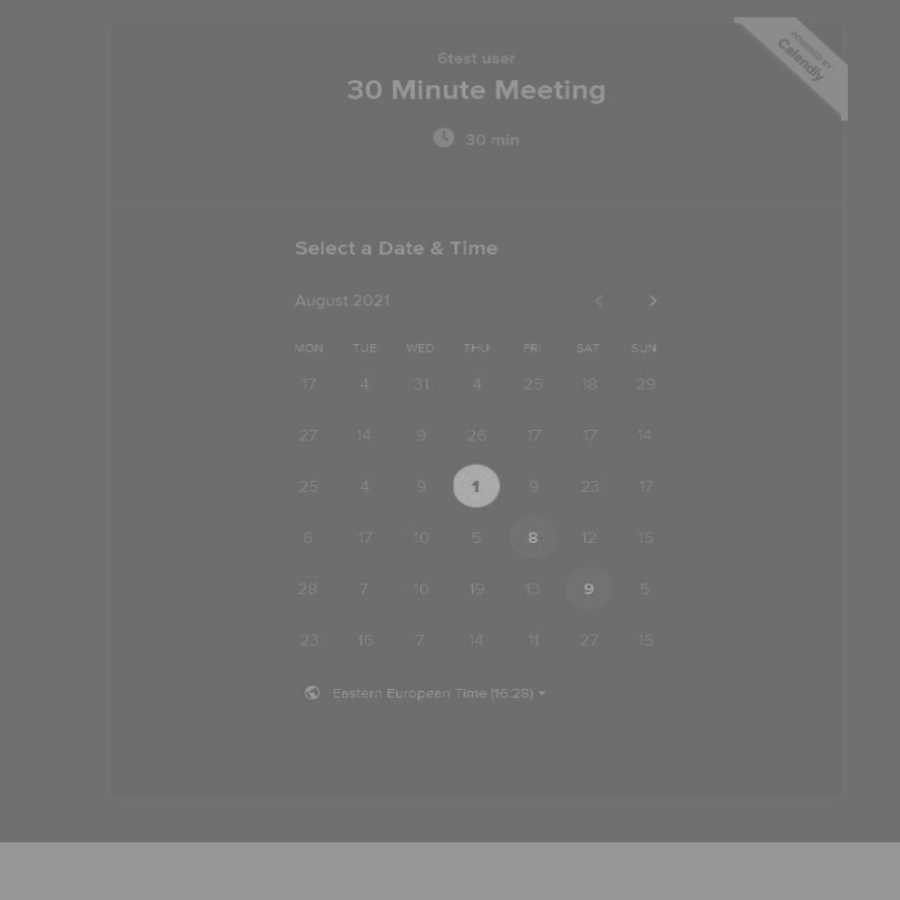 POWERED BY
Calendly
6test user
30 Minute Meeting
30 min
Select a Date & Time
August 2021
MON TUE WED THU FRI SAT SUN
17 4 31 4 25 18 29
27 14 9 26 17 17 14
25 4 9 1 9 23 17
6 17 10 5 8 12 15
28 7 10 19 13 9 5
23 16 7 14 11 27 15
Eastern European Time (16:28)